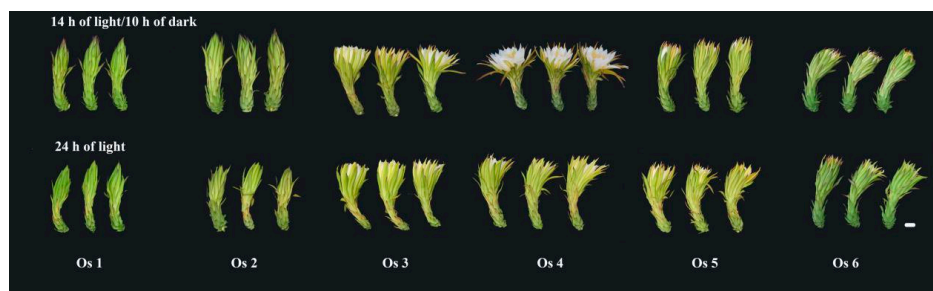 14 h of light/10 h of dark
24 h of light
Os 1 Os 2 Os 3 Os 4 Os 5 Os 6